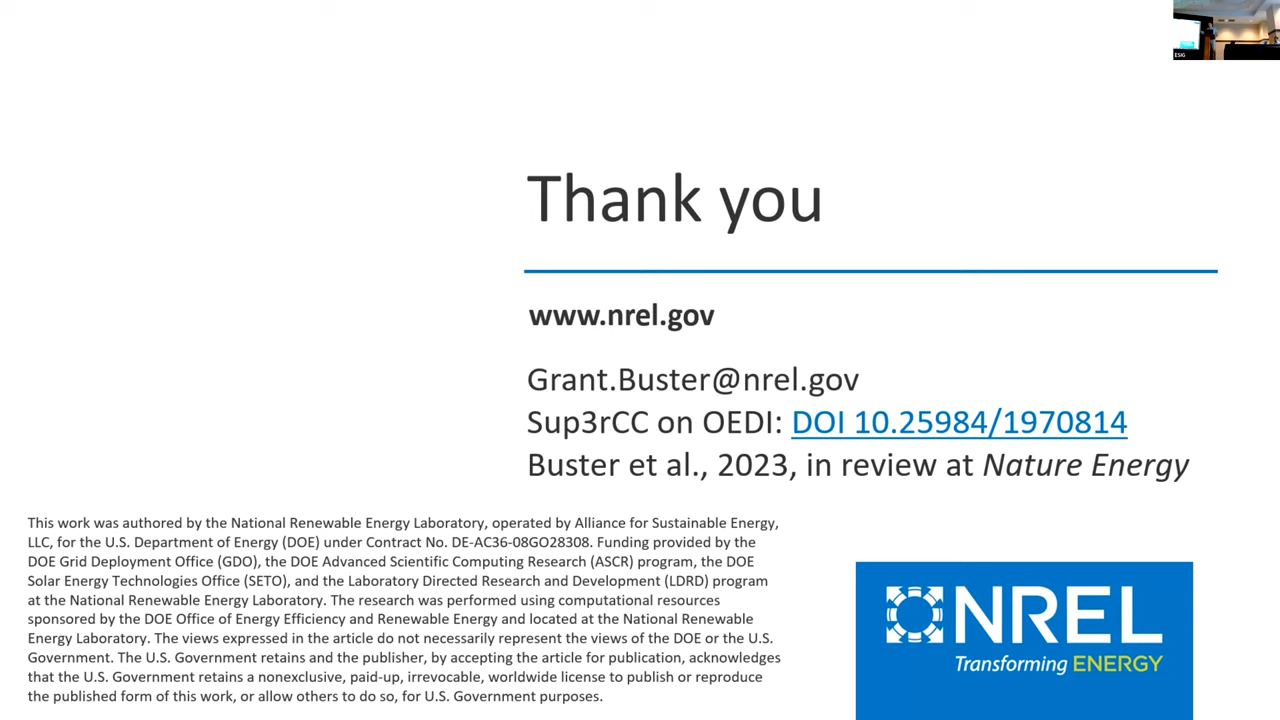 ESIG
Thank you
www.nrel.gov
Grant.Buster@nrel.gov
Sup3rCC on OEDI: DOI 10.25984/1970814
Buster et al., 2023, in review at Nature Energy
This work was authored by the National Renewable Energy Laboratory, operated by Alliance for Sustainable Energy,
LLC, for the U.S. Department of Energy (DOE) under Contract No. DE-AC36-08GO28308. Funding provided by the
DOE Grid Deployment Office (GDO), the DOE Advanced Scientific Computing Research (ASCR) program, the DOE
Solar Energy Technologies Office (SETO), and the Laboratory Directed Research and Development (LDRD) program
at the National Renewable Energy Laboratory. The research was performed using computational resources
sponsored by the DOE Office of Energy Efficiency and Renewable Energy and located at the National Renewable
Energy Laboratory. The views expressed in the article do not necessarily represent the views of the DOE or the U.S.
Government. The U.S. Government retains and the publisher, by accepting the article for publication, acknowledges
that the U.S. Government retains a nonexclusive, paid-up, irrevocable, worldwide license to publish or reproduce
the published form of this work, or allow others to do so, for U.S. Government purposes.
NREL
Transforming ENERGY